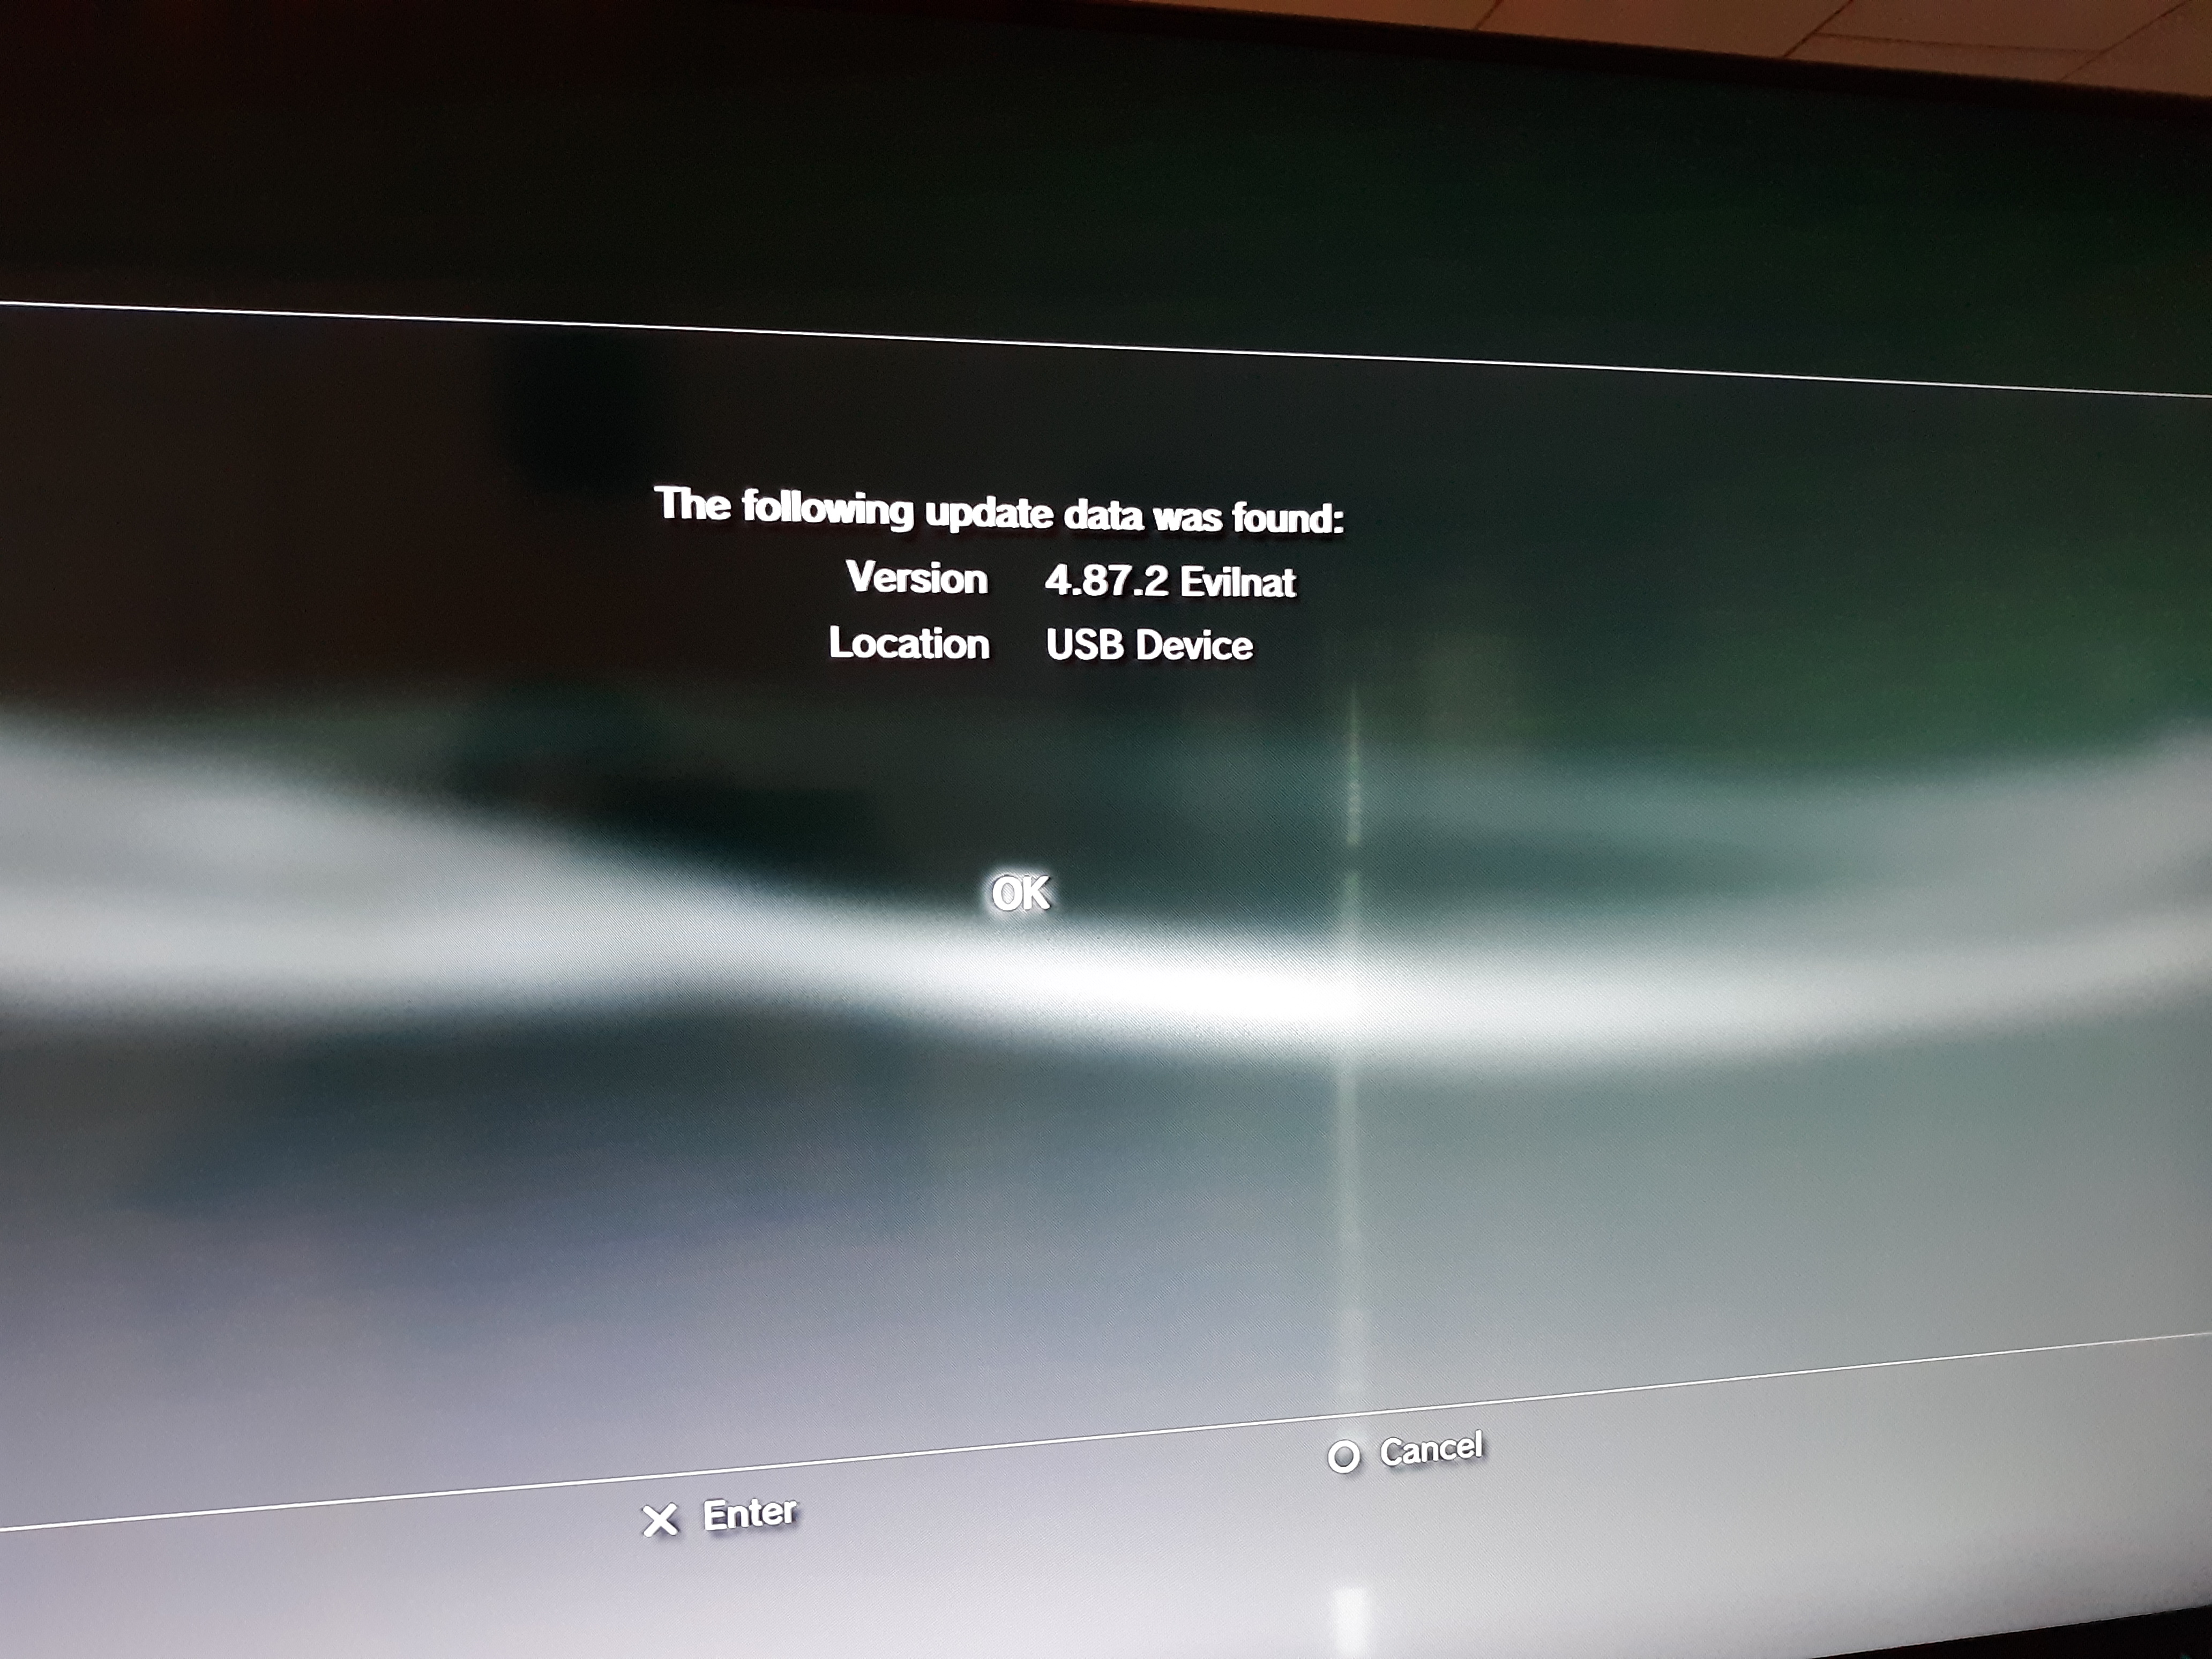 The following update data was found:
Version 4.87.2 Evilnat
Location USB Device
OK
Enter
Cancel